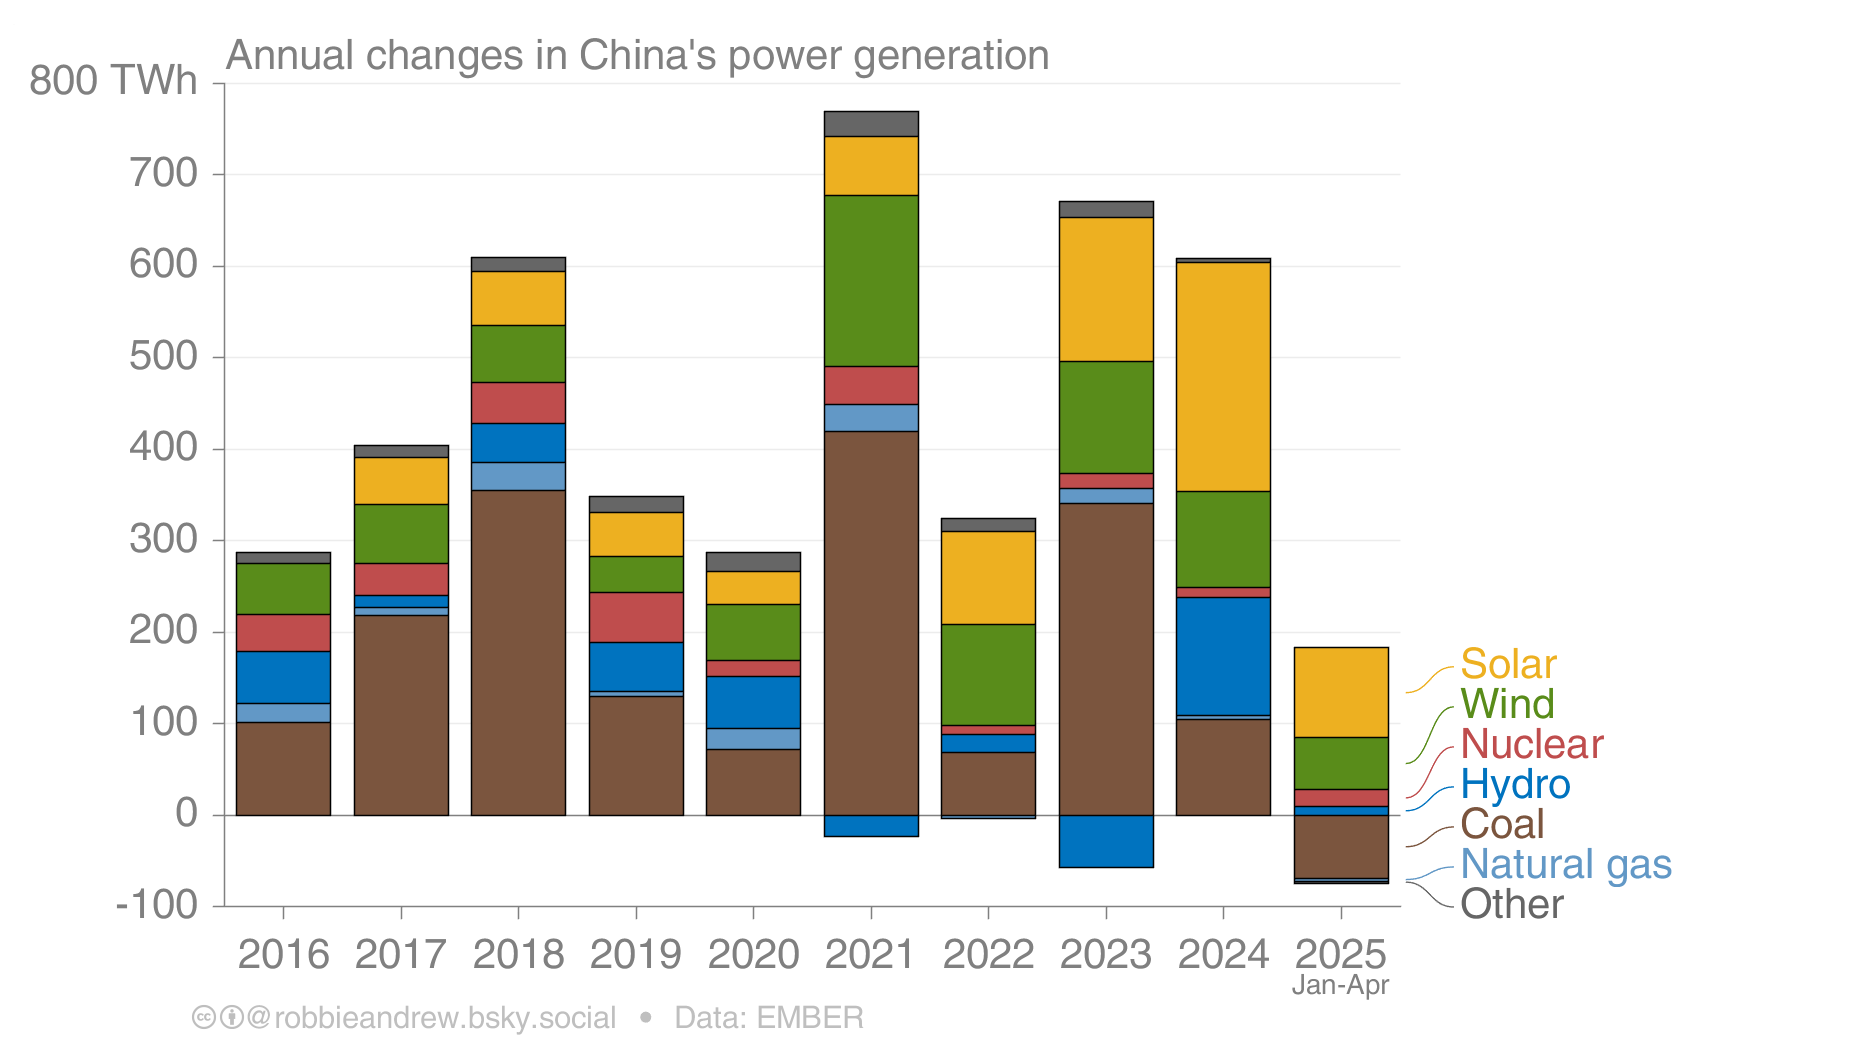 Annual changes in China's power generation
800 TWh
700
600
500
400
300
200
100
0
-100
Solar
Wind
Nuclear
Hydro
Coal
Natural gas
Other
2016 2017 2018 2019 2020 2021 2022 2023 2024 2025
Jan-Apr
cc @robbieandrew.bsky.social • Data: EMBER